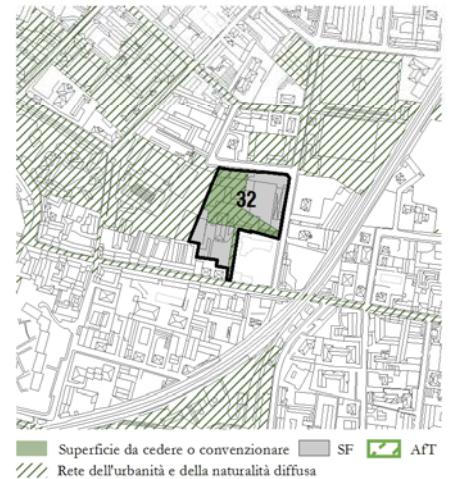 32
Superficie da cedere o convenzionare SF AfT
Rete dell'urbanità e della naturalità diffusa